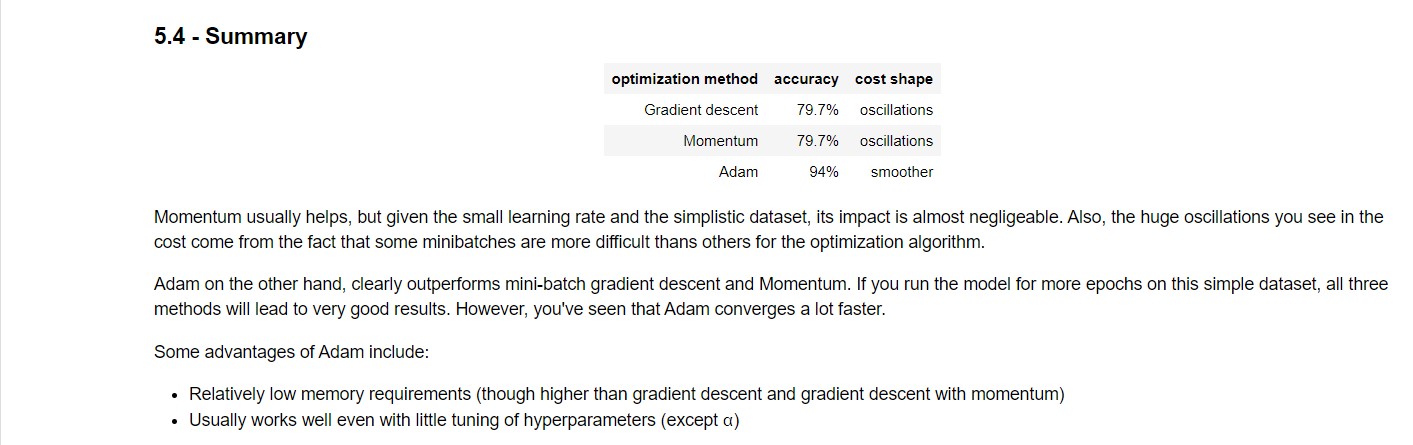 5.4 - Summary
optimization method accuracy cost shape
Gradient descent 79.7% oscillations
Momentum 79.7% oscillations
Adam 94% smoother
Momentum usually helps, but given the small learning rate and the simplistic dataset, its impact is almost negligeable. Also, the huge oscillations you see in the
cost come from the fact that some minibatches are more difficult thans others for the optimization algorithm.
Adam on the other hand, clearly outperforms mini-batch gradient descent and Momentum. If you run the model for more epochs on this simple dataset, all three
methods will lead to very good results. However, you've seen that Adam converges a lot faster.
Some advantages of Adam include:
• Relatively low memory requirements (though higher than gradient descent and gradient descent with momentum)
• Usually works well even with little tuning of hyperparameters (except α)